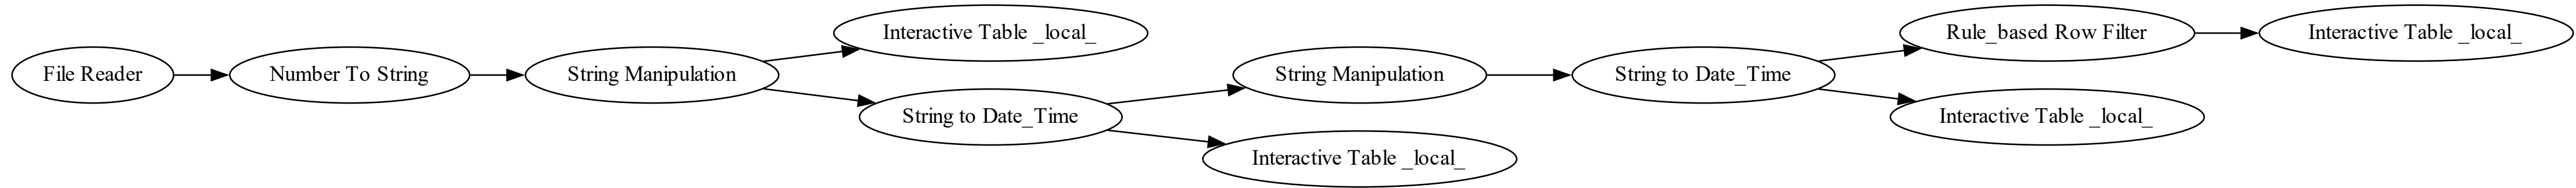 File Reader
Number To String
String Manipulation
Interactive Table _local_
String to Date_Time
String Manipulation
Interactive Table _local_
String to Date_Time
Rule_based Row Filter
Interactive Table _local_
Interactive Table _local_